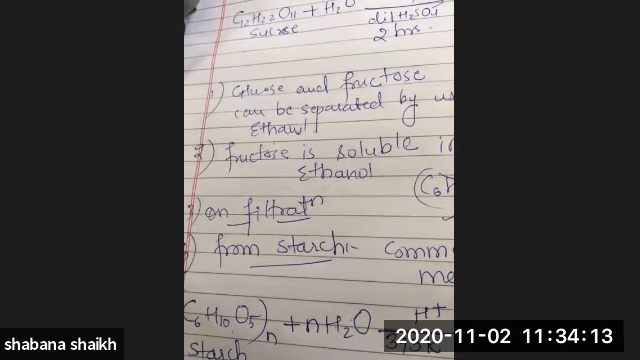 C12H22O11 + H2O
dil H2SO4
sucrose
2 hrs.
1) Glucose and fructose
can be separated by us
Ethanol
2) fructose is soluble in
Ethanol
(C6H
3) on filtratn
from starch:- Comm
me
(C6H10O5)n + nH2O H+
starch
shabana shaikh
2020-11-02 11:34:13